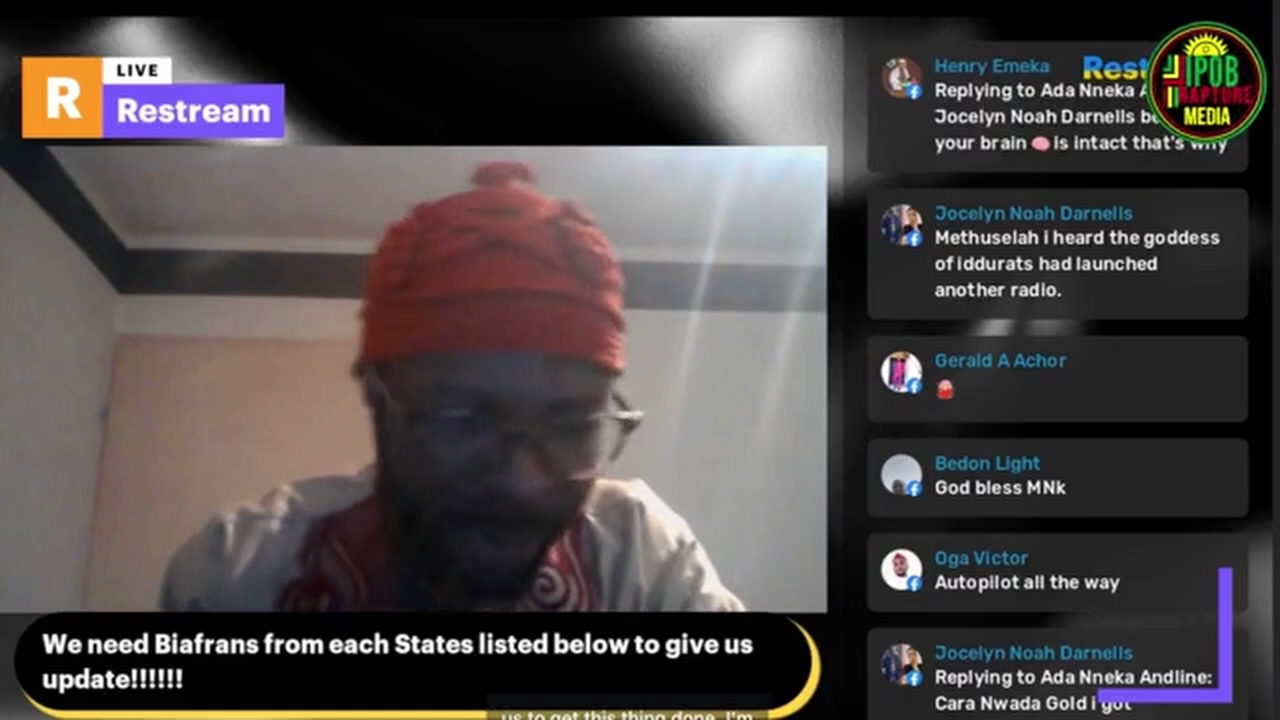 R
LIVE
Restream
Henry Emeka
Replying to Ada Nneka
Jocelyn Noah Darnells
your brain 🧠 is intact that's why
Rest
IPOB
RAPTURE
MEDIA
Jocelyn Noah Darnells
Methuselah i heard the goddess
of iddurats had launched
another radio.
Gerald A Achor
Bedon Light
God bless MNk
Oga Victor
Autopilot all the way
Jocelyn Noah Darnells
Replying to Ada Nneka Andline:
Cara Nwada Gold i got
We need Biafrans from each States listed below to give us
update!!!!!!
us to get this thing done. I'm